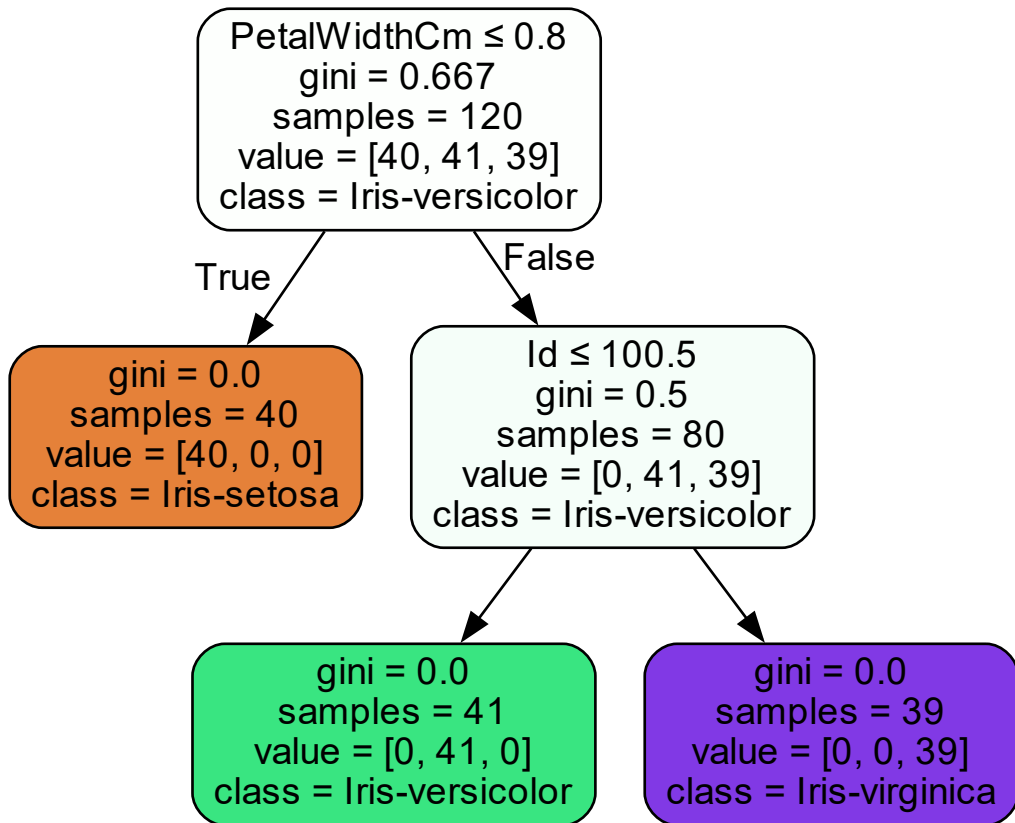 PetalWidthCm ≤ 0.8
gini = 0.667
samples = 120
value = [40, 41, 39]
class = Iris-versicolor
True
False
gini = 0.0
samples = 40
value = [40, 0, 0]
class = Iris-setosa
Id ≤ 100.5
gini = 0.5
samples = 80
value = [0, 41, 39]
class = Iris-versicolor
gini = 0.0
samples = 41
value = [0, 41, 0]
class = Iris-versicolor
gini = 0.0
samples = 39
value = [0, 0, 39]
class = Iris-virginica